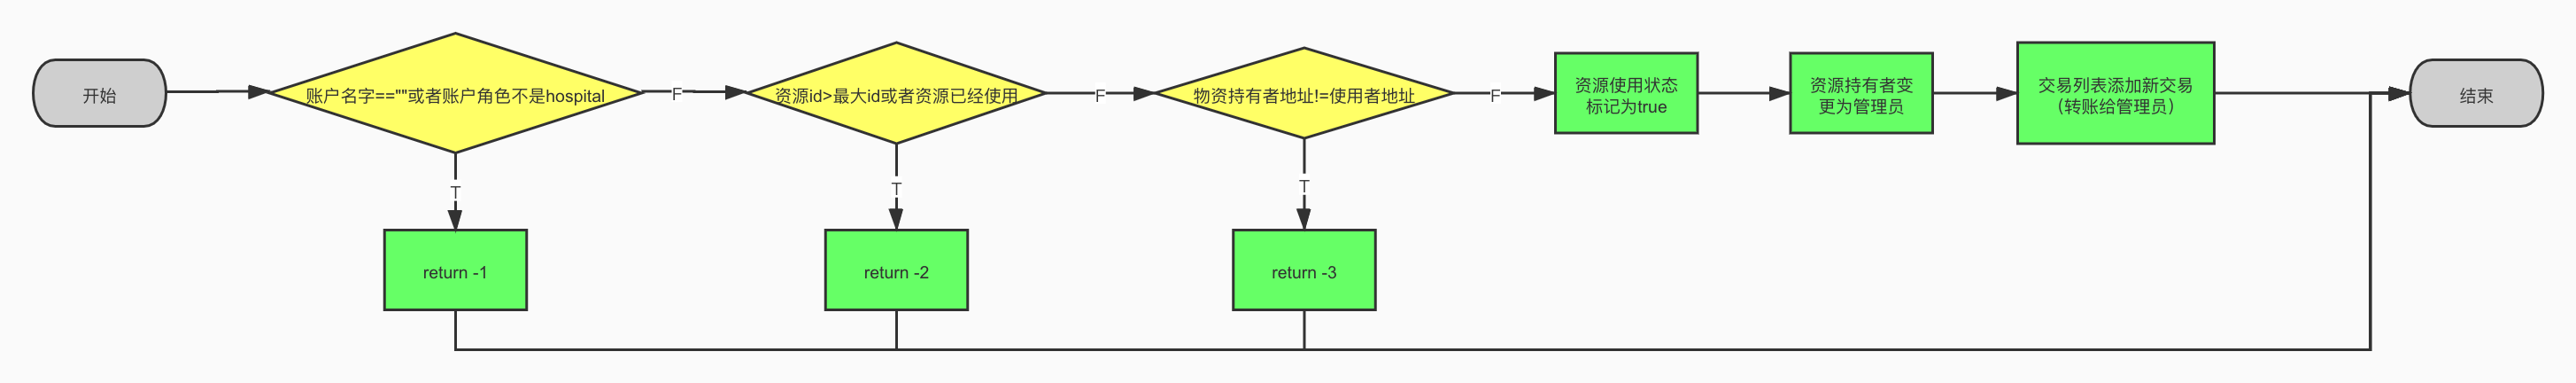 开始
账户名字==""或者账户角色不是hospital
F
资源id>最大id或者资源已经使用
F
物资持有者地址!=使用者地址
F
资源使用状态
标记为true
资源持有者变
更为管理员
交易列表添加新交易
（转账给管理员）
结束
T
T
T
return -1
return -2
return -3